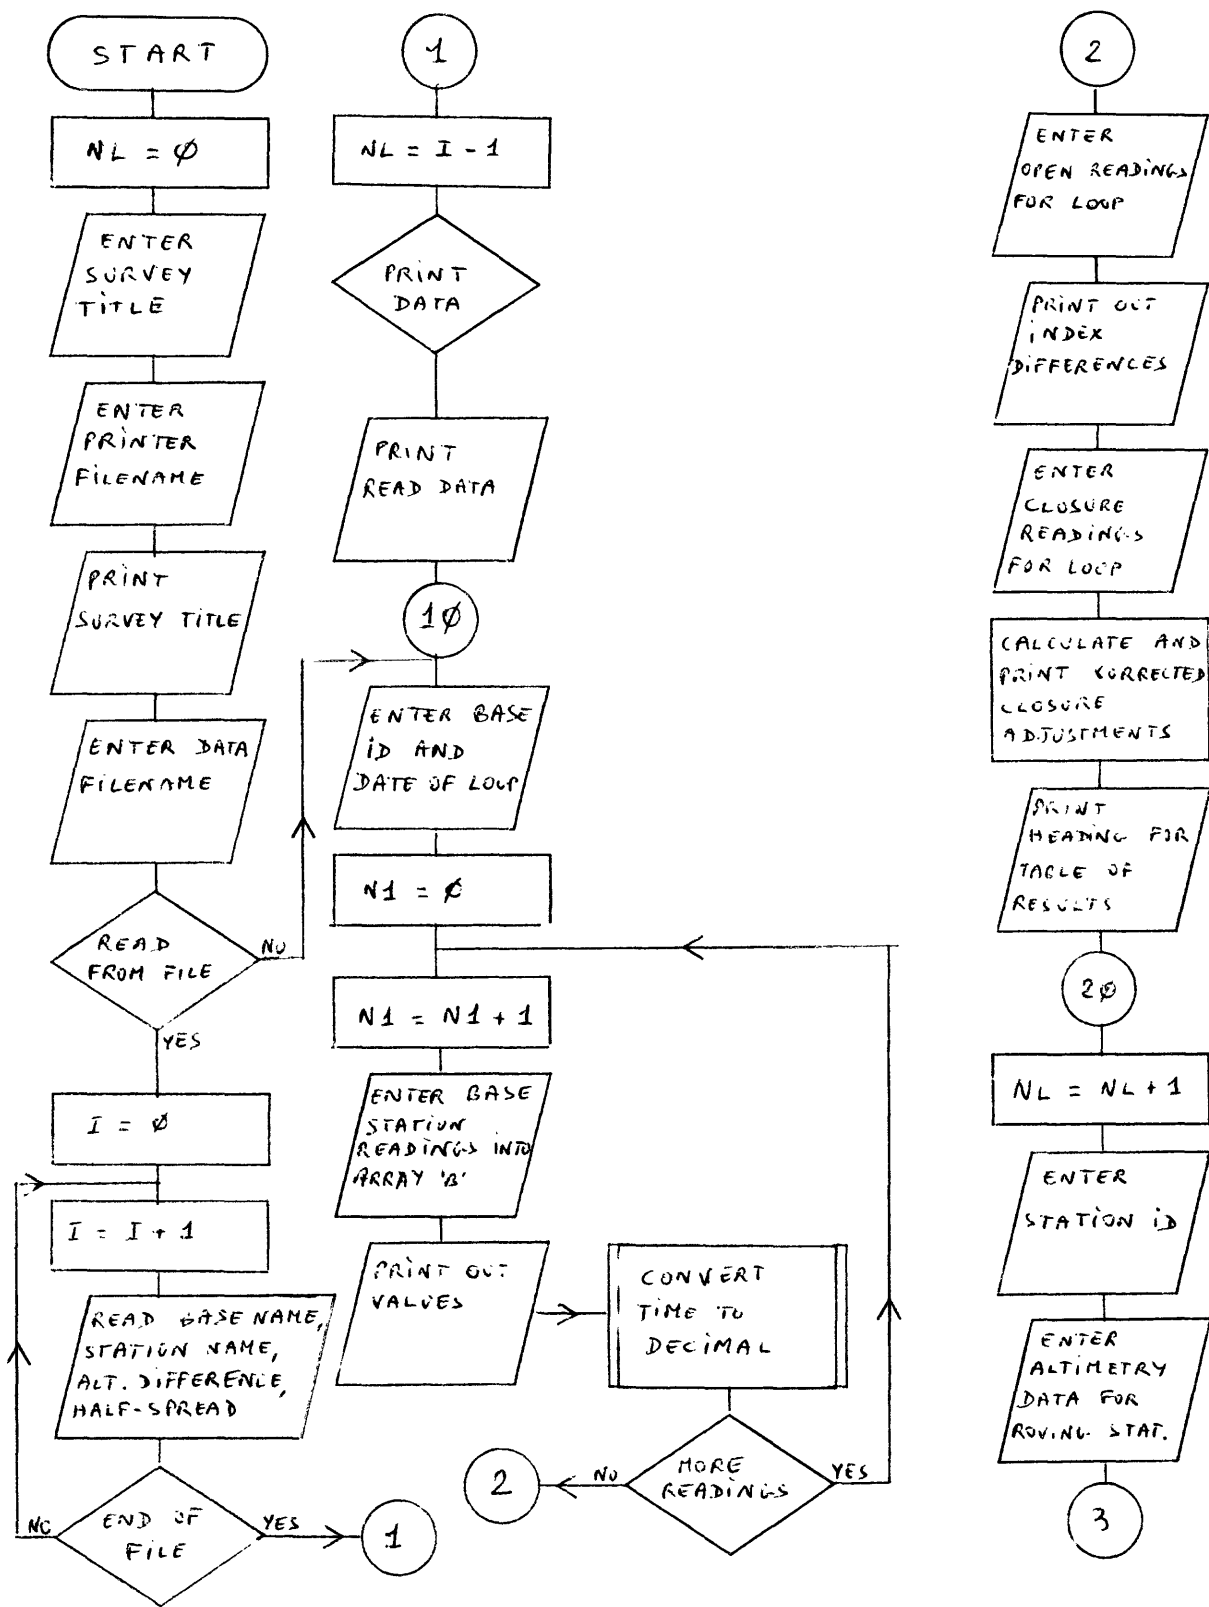 START
NL = Ø
ENTER
SURVEY
TITLE
ENTER
PRINTER
FILENAME
PRINT
SURVEY TITLE
ENTER DATA
FILENAME
READ
FROM FILE
NO
YES
I = Ø
I = I + 1
READ BASE NAME,
STATION NAME,
ALT. DIFFERENCE,
HALF-SPREAD
END OF
FILE
NO
YES
1
1
NL = I - 1
PRINT
DATA
PRINT
READ DATA
1Ø
ENTER BASE
ID AND
DATE OF LOOP
N1 = Ø
N1 = N1 + 1
ENTER BASE
STATION
READINGS INTO
ARRAY 'B'
PRINT OUT
VALUES
CONVERT
TIME TO
DECIMAL
MORE
READINGS
NO
YES
2
2
ENTER
OPEN READINGS
FOR LOOP
PRINT OUT
INDEX
DIFFERENCES
ENTER
CLOSURE
READINGS
FOR LOOP
CALCULATE AND
PRINT KORRECTED
CLOSURE
ADJUSTMENTS
PRINT
HEADING FOR
TABLE OF
RESULTS
2Ø
NL = NL + 1
ENTER
STATION ID
ENTER
ALTIMETRY
DATA FOR
ROVING STAT.
3